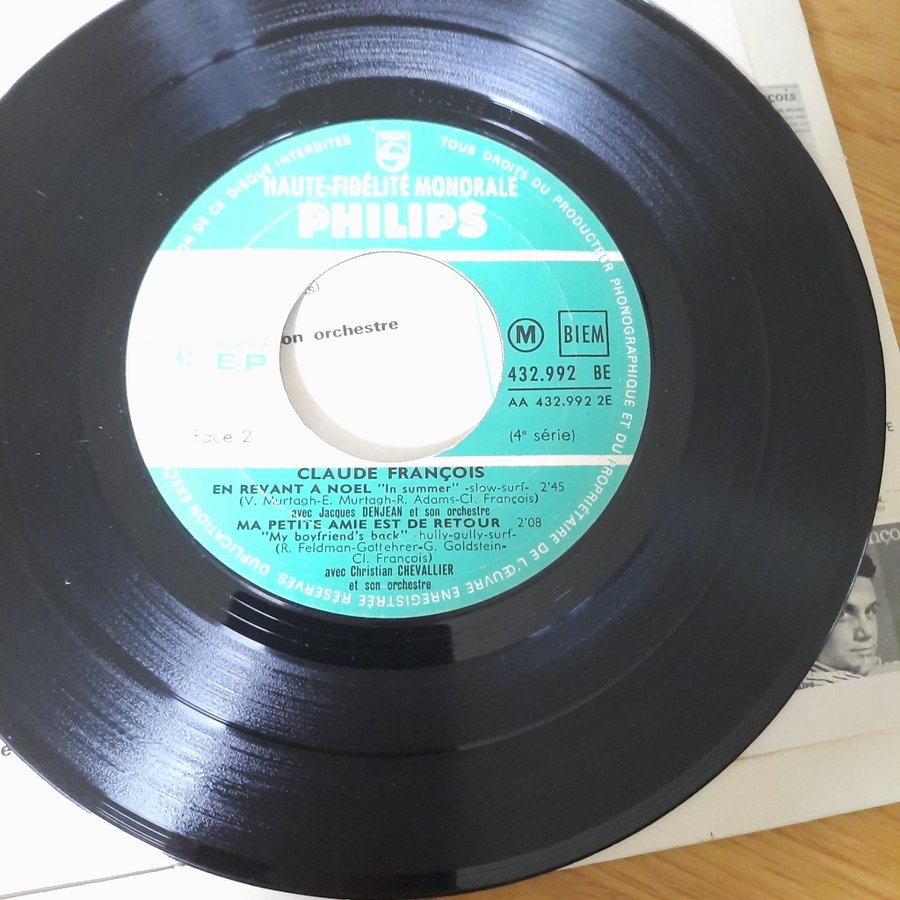 TOUS DROITS DU PRODUCTEUR PHONOGRAPHIQUE ET DU PROPRIÉTAIRE DE L'ŒUVRE ENREGISTRÉE RÉSERVÉS DUPLICATION
DE CE DISQUE INTERDITES
HAUTE-FIDÉLITÉ MONORALE
PHILIPS
on orchestre
EP
M BIEM
432.992 BE
AA 432.992 2E
Face 2
(4e série)
CLAUDE FRANÇOIS
EN REVANT A NOEL "In summer" -slow-surf- 2'45
(V. Murtagh-E. Murtagh-R. Adams-Cl. François)
avec Jacques DENJEAN et son orchestre
MA PETITE AMIE EST DE RETOUR 2'08
"My boyfriend's back" -hully-gully-surf-
(R. Feldman-Gottehrer-G. Goldstein-
Cl. François)
avec Christian CHEVALLIER
et son orchestre